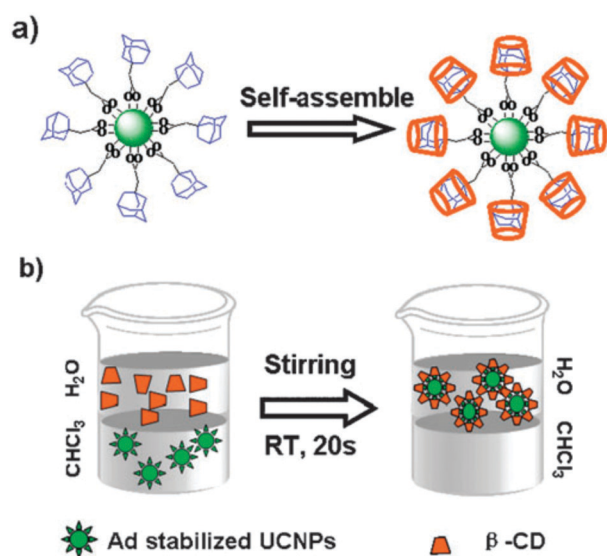 a)
Self-assemble
b)
H₂O
CHCl₃
Stirring
RT, 20s
H₂O
CHCl₃
Ad stabilized UCNPs
β-CD